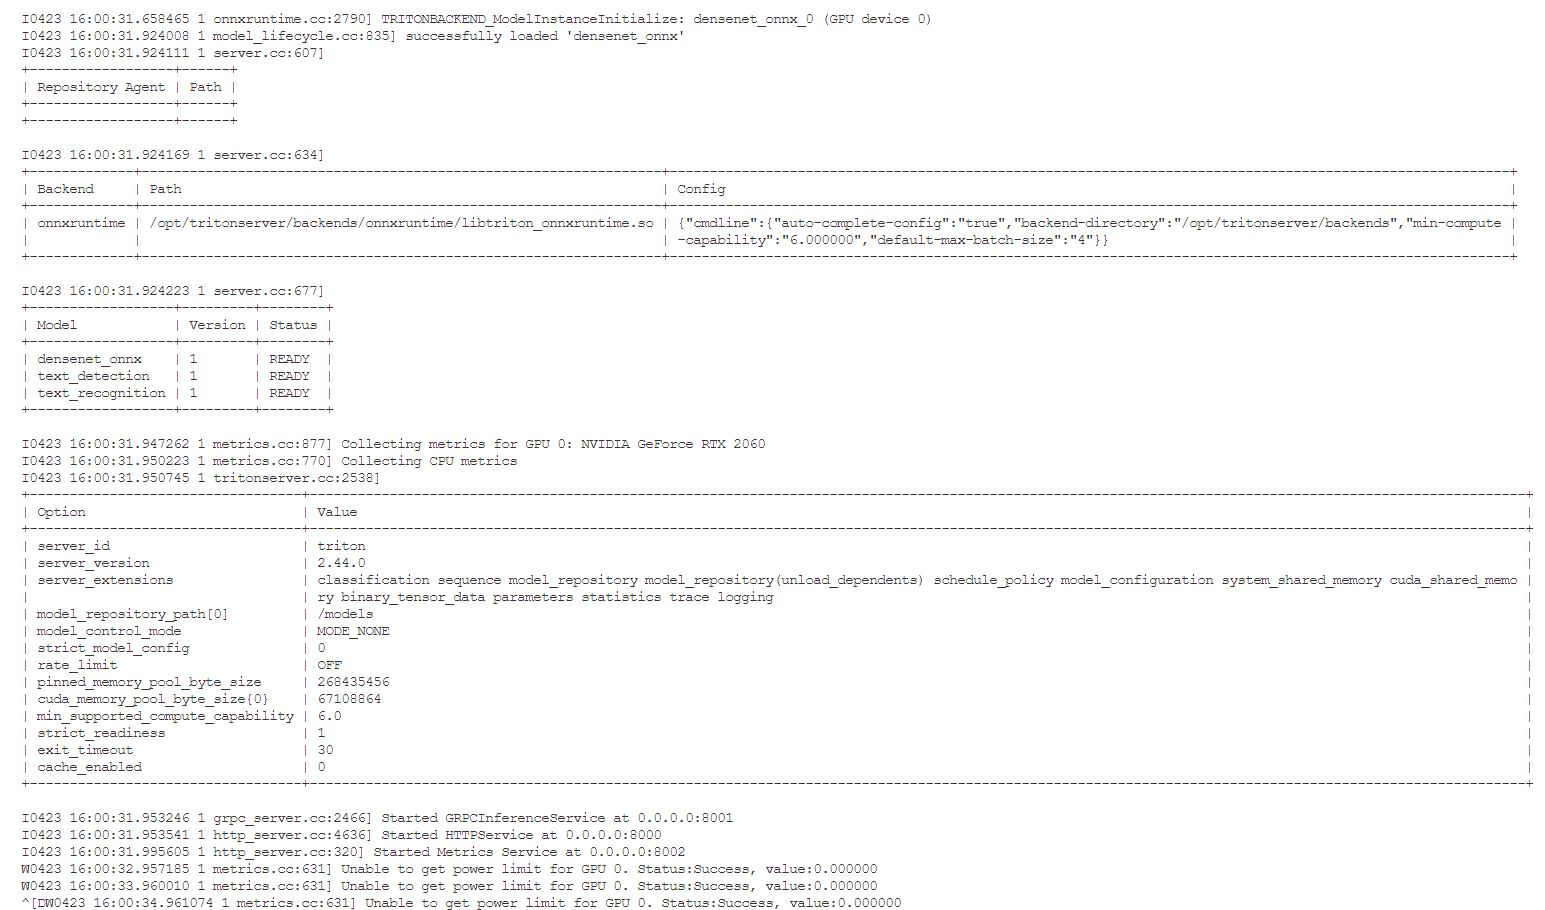 I0423 16:00:31.658465 1 onnxruntime.cc:2790] TRITONBACKEND_ModelInstanceInitialize: densenet_onnx_0 (GPU device 0)
I0423 16:00:31.924008 1 model_lifecycle.cc:835] successfully loaded 'densenet_onnx'
I0423 16:00:31.924111 1 server.cc:607]
+------------------+------+
| Repository Agent | Path |
+------------------+------+
+------------------+------+
I0423 16:00:31.924169 1 server.cc:634]
+-------------+-----------------------------------------------------------------+---------------------------------------------------------------------------------------------------------+
| Backend     | Path                                                            | Config                                                                                                  |
+-------------+-----------------------------------------------------------------+---------------------------------------------------------------------------------------------------------+
| onnxruntime | /opt/tritonserver/backends/onnxruntime/libtriton_onnxruntime.so | {"cmdline":{"auto-complete-config":"true","backend-directory":"/opt/tritonserver/backends","min-compute |
|             |                                                                 | -capability":"6.000000","default-max-batch-size":"4"}}                                                  |
+-------------+-----------------------------------------------------------------+---------------------------------------------------------------------------------------------------------+
I0423 16:00:31.924223 1 server.cc:677]
+------------------+---------+--------+
| Model            | Version | Status |
+------------------+---------+--------+
| densenet_onnx    | 1       | READY  |
| text_detection   | 1       | READY  |
| text_recognition | 1       | READY  |
+------------------+---------+--------+
I0423 16:00:31.947262 1 metrics.cc:877] Collecting metrics for GPU 0: NVIDIA GeForce RTX 2060
I0423 16:00:31.950223 1 metrics.cc:770] Collecting CPU metrics
I0423 16:00:31.950745 1 tritonserver.cc:2538]
+----------------------------------+--------------------------------------------------------------------------------------------------------------------------------------------------------+
| Option                           | Value                                                                                                                                                  |
+----------------------------------+--------------------------------------------------------------------------------------------------------------------------------------------------------+
| server_id                        | triton                                                                                                                                                 |
| server_version                   | 2.44.0                                                                                                                                                 |
| server_extensions                | classification sequence model_repository model_repository(unload_dependents) schedule_policy model_configuration system_shared_memory cuda_shared_memo |
|                                  | ry binary_tensor_data parameters statistics trace logging                                                                                              |
| model_repository_path[0]         | /models                                                                                                                                                |
| model_control_mode               | MODE_NONE                                                                                                                                              |
| strict_model_config              | 0                                                                                                                                                      |
| rate_limit                       | OFF                                                                                                                                                    |
| pinned_memory_pool_byte_size     | 268435456                                                                                                                                              |
| cuda_memory_pool_byte_size{0}    | 67108864                                                                                                                                               |
| min_supported_compute_capability | 6.0                                                                                                                                                    |
| strict_readiness                 | 1                                                                                                                                                      |
| exit_timeout                     | 30                                                                                                                                                     |
| cache_enabled                    | 0                                                                                                                                                      |
+----------------------------------+--------------------------------------------------------------------------------------------------------------------------------------------------------+
I0423 16:00:31.953246 1 grpc_server.cc:2466] Started GRPCInferenceService at 0.0.0.0:8001
I0423 16:00:31.953541 1 http_server.cc:4636] Started HTTPService at 0.0.0.0:8000
I0423 16:00:31.995605 1 http_server.cc:320] Started Metrics Service at 0.0.0.0:8002
W0423 16:00:32.957185 1 metrics.cc:631] Unable to get power limit for GPU 0. Status:Success, value:0.000000
W0423 16:00:33.960010 1 metrics.cc:631] Unable to get power limit for GPU 0. Status:Success, value:0.000000
^[DW0423 16:00:34.961074 1 metrics.cc:631] Unable to get power limit for GPU 0. Status:Success, value:0.000000